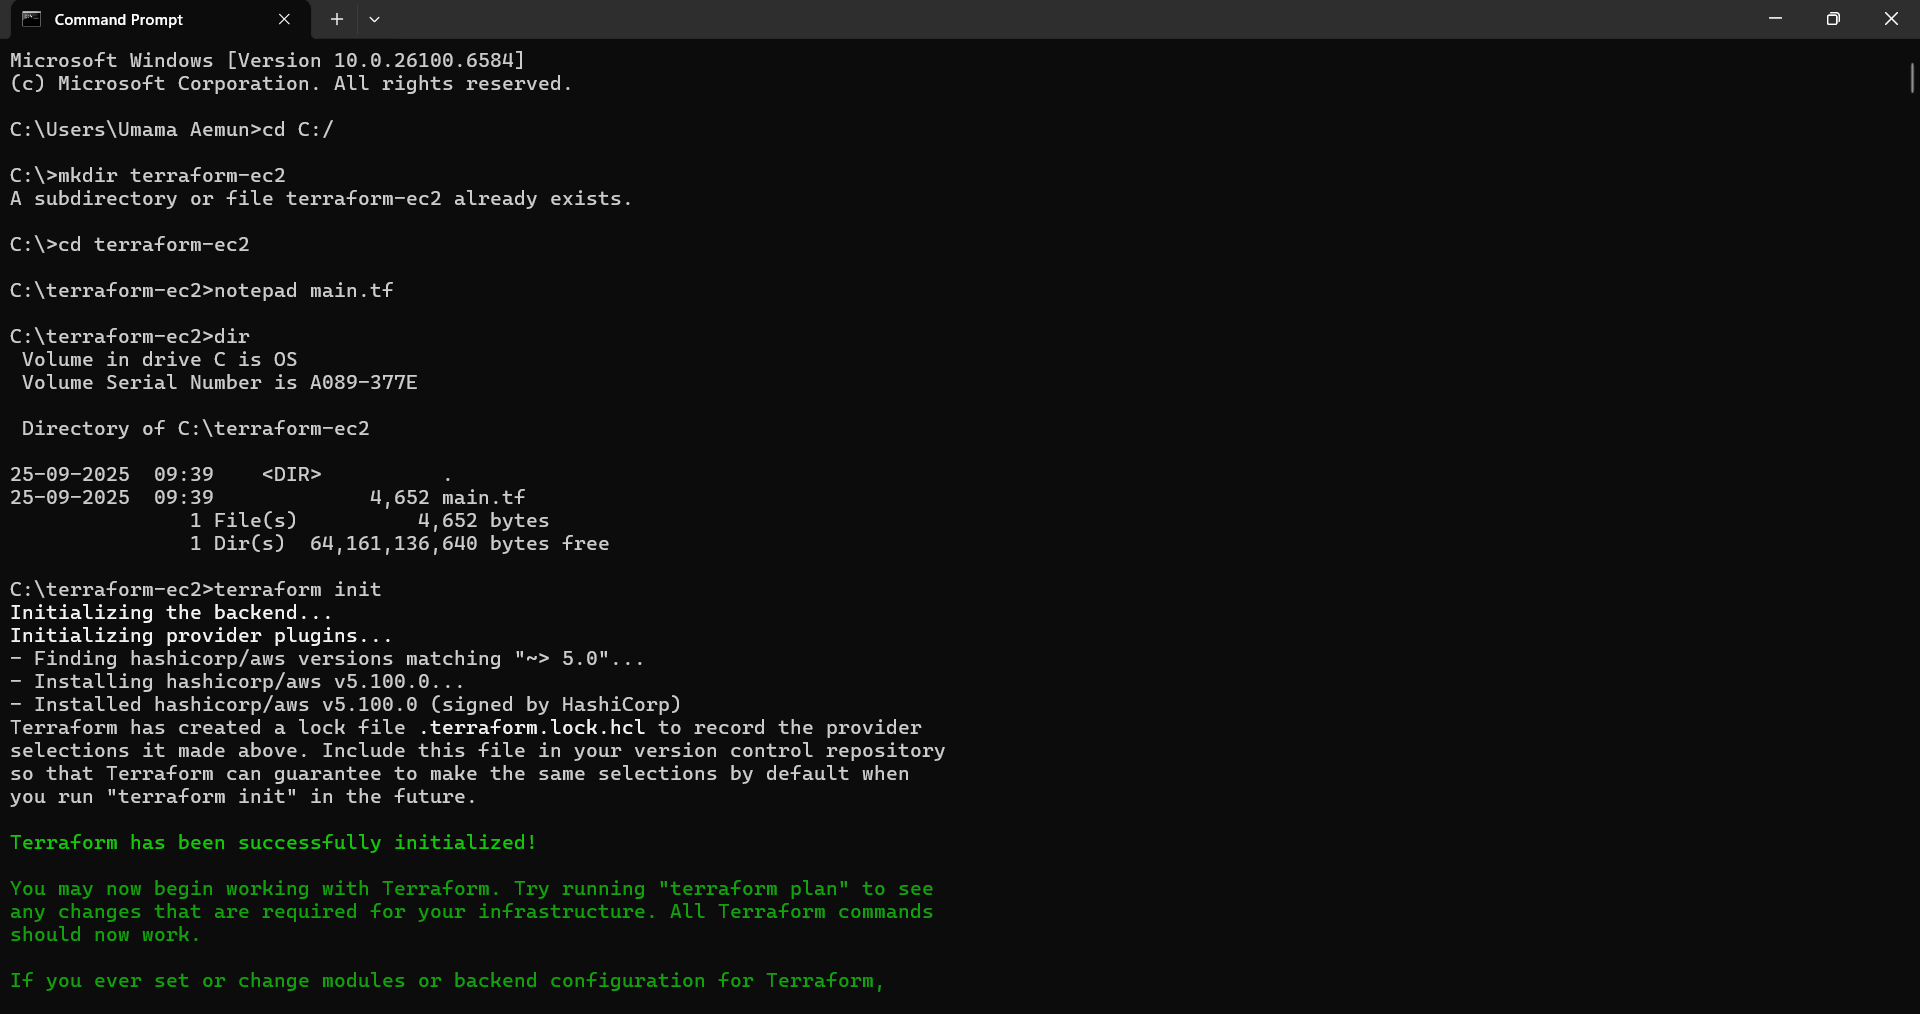 Command Prompt
Microsoft Windows [Version 10.0.26100.6584]
(c) Microsoft Corporation. All rights reserved.
C:\Users\Umama Aemun>cd C:/
C:\>mkdir terraform-ec2
A subdirectory or file terraform-ec2 already exists.
C:\>cd terraform-ec2
C:\terraform-ec2>notepad main.tf
C:\terraform-ec2>dir
 Volume in drive C is OS
 Volume Serial Number is A089-377E
 Directory of C:\terraform-ec2
25-09-2025  09:39    <DIR>          .
25-09-2025  09:39             4,652 main.tf
               1 File(s)          4,652 bytes
               1 Dir(s)  64,161,136,640 bytes free
C:\terraform-ec2>terraform init
Initializing the backend...
Initializing provider plugins...
- Finding hashicorp/aws versions matching "~> 5.0"...
- Installing hashicorp/aws v5.100.0...
- Installed hashicorp/aws v5.100.0 (signed by HashiCorp)
Terraform has created a lock file .terraform.lock.hcl to record the provider
selections it made above. Include this file in your version control repository
so that Terraform can guarantee to make the same selections by default when
you run "terraform init" in the future.
Terraform has been successfully initialized!
You may now begin working with Terraform. Try running "terraform plan" to see
any changes that are required for your infrastructure. All Terraform commands
should now work.
If you ever set or change modules or backend configuration for Terraform,